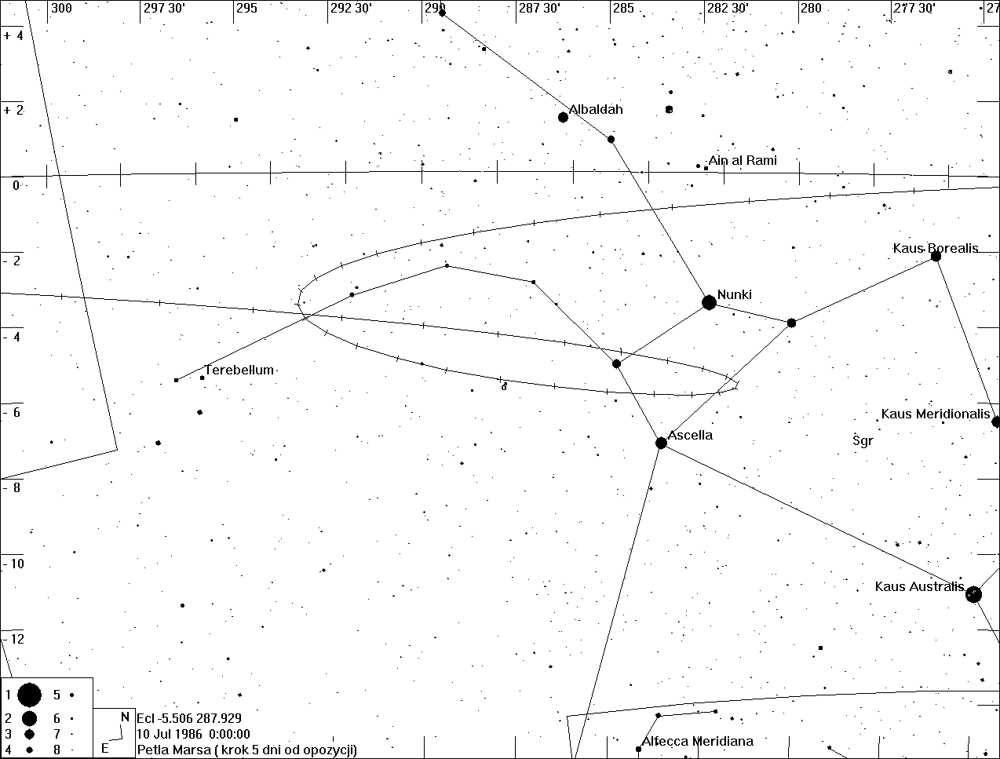 300 297 30' 295 292 30' 290 287 30' 285 282 30' 280 277 30' 27
+ 4
+ 2
Albaldah
Ain al Rami
0
- 2
Kaus Borealis
Nunki
- 4
Terebellum
♂
- 6
Kaus Meridionalis
Ascella
Sgr
- 8
- 10
Kaus Australis
- 12
1 5
2 6
3 7
4 8
N
E
Ecl -5.506 287.929
10 Jul 1986 0:00:00
Petla Marsa ( krok 5 dni od opozycji)
Alfecca Meridiana